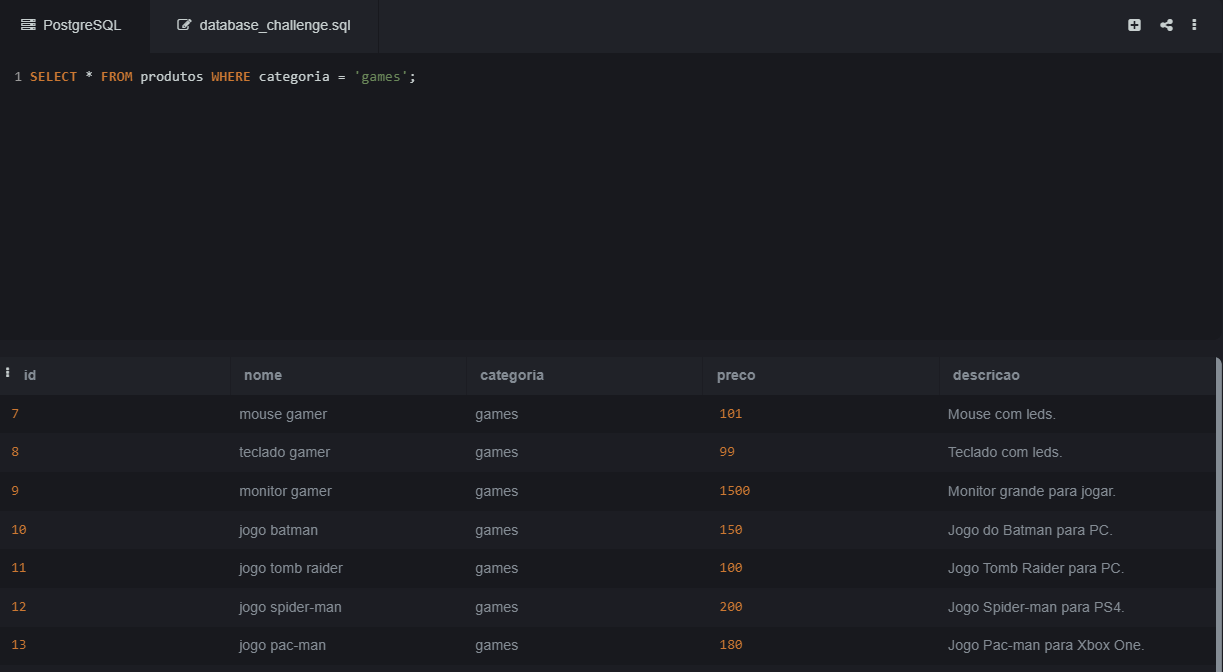 PostgreSQL database_challenge.sql
1 SELECT * FROM produtos WHERE categoria = 'games';
id nome categoria preco descricao
7 mouse gamer games 101 Mouse com leds.
8 teclado gamer games 99 Teclado com leds.
9 monitor gamer games 1500 Monitor grande para jogar.
10 jogo batman games 150 Jogo do Batman para PC.
11 jogo tomb raider games 100 Jogo Tomb Raider para PC.
12 jogo spider-man games 200 Jogo Spider-man para PS4.
13 jogo pac-man games 180 Jogo Pac-man para Xbox One.